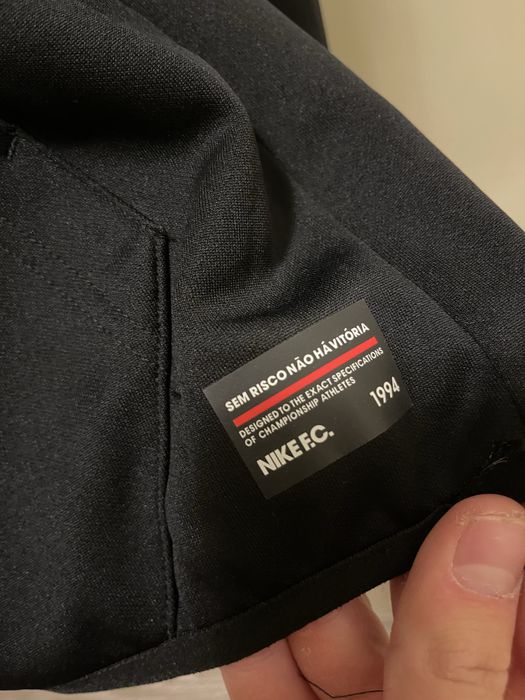 SEM RISCO NÃO HÁ VITÓRIA
DESIGNED TO THE EXACT SPECIFICATIONS
OF CHAMPIONSHIP ATHLETES
1994
NIKE F.C.